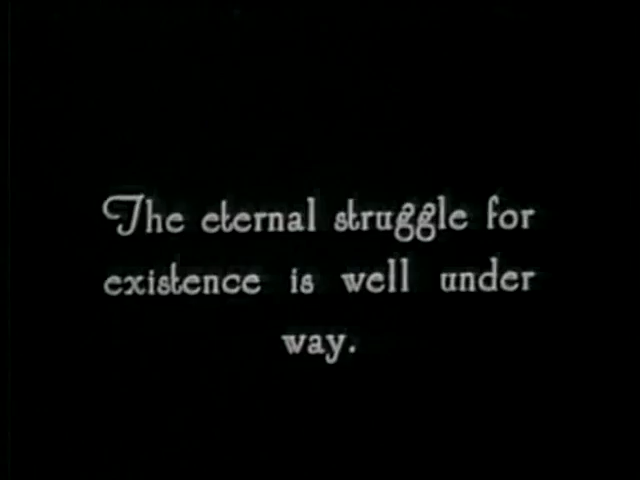 The eternal struggle for
existence is well under
way.